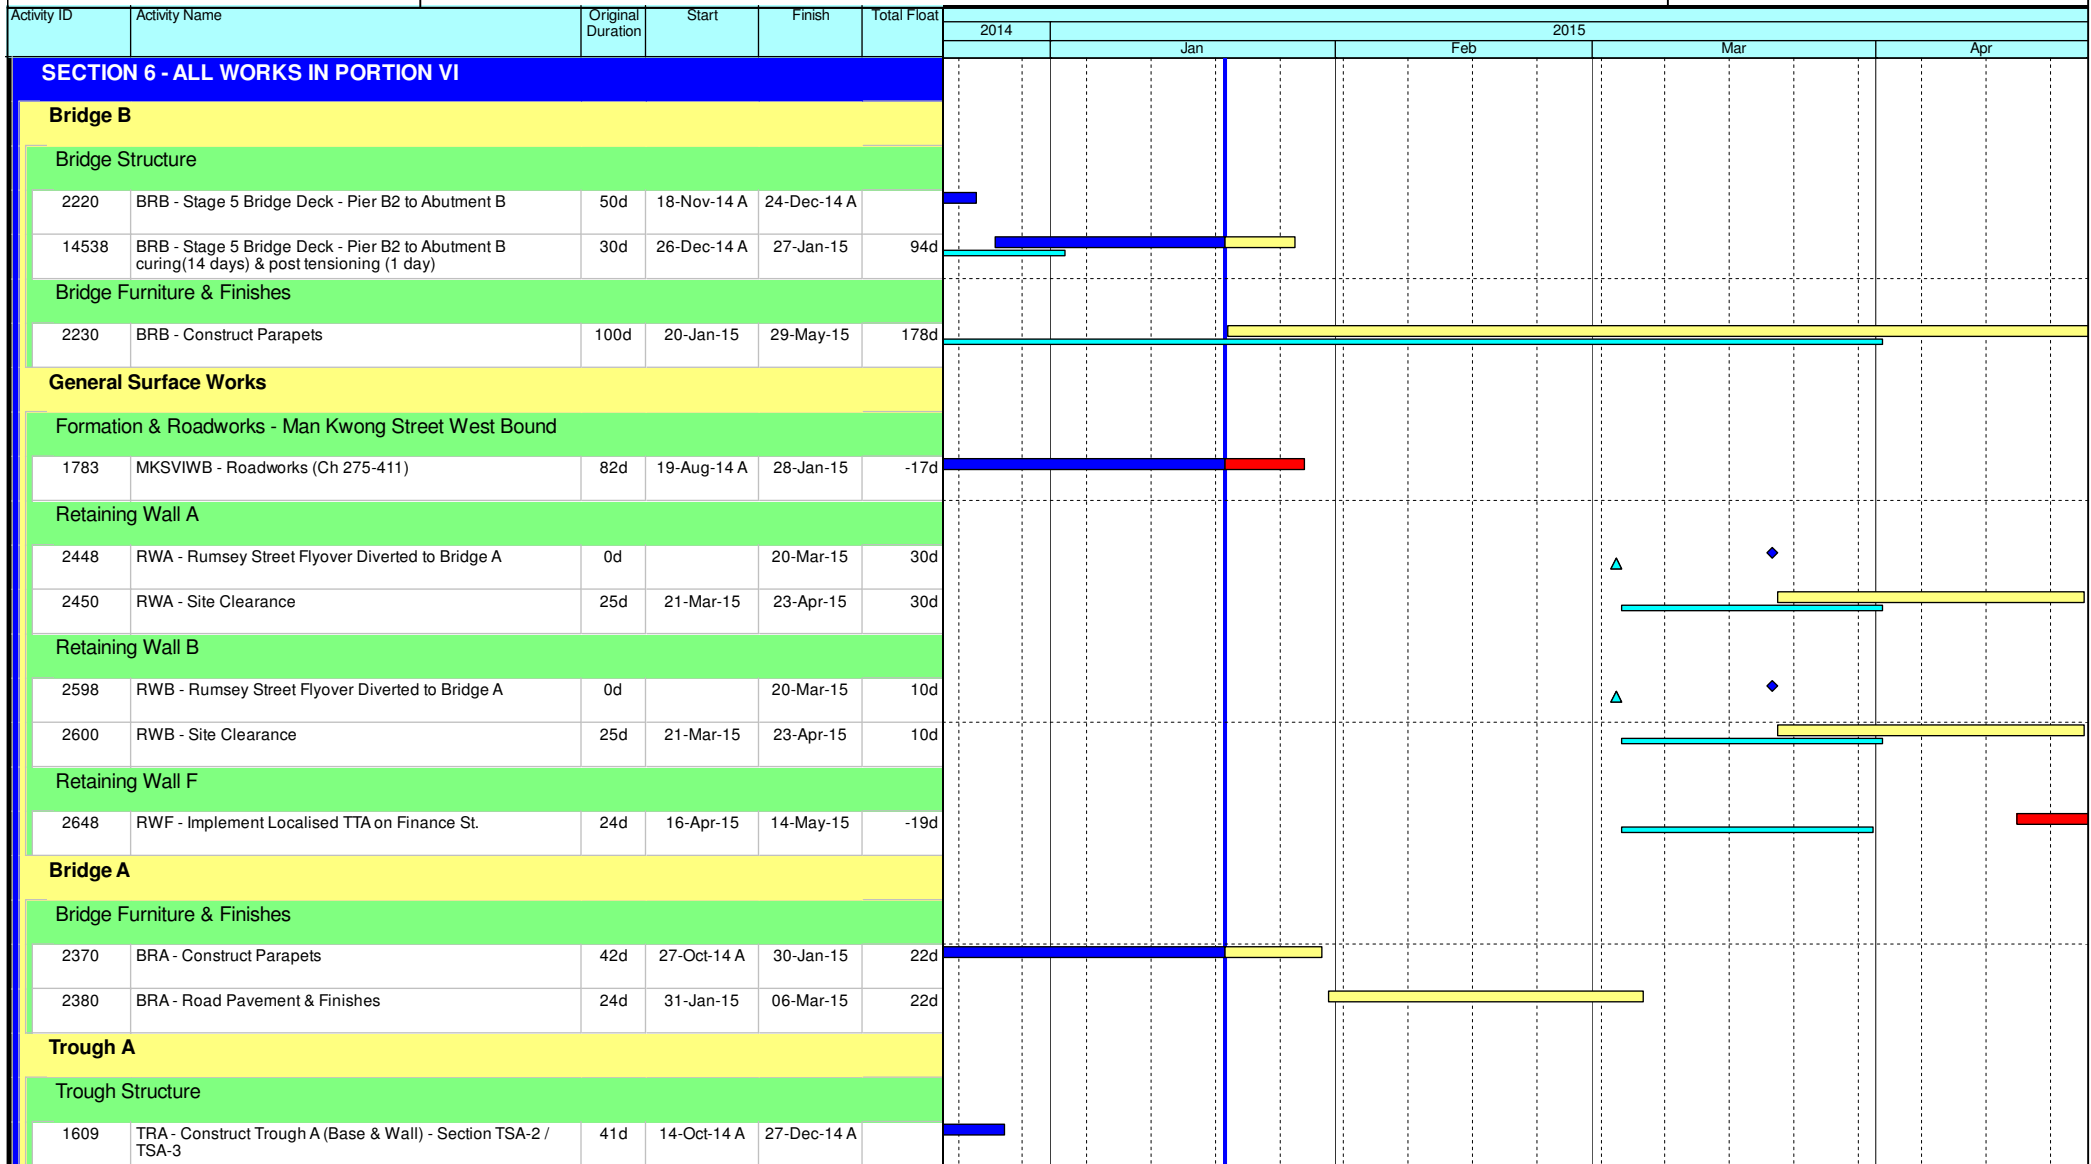 Activity ID Activity Name Original Duration Start Finish Total Float
2014 2015
Jan Feb Mar Apr
SECTION 6 - ALL WORKS IN PORTION VI
Bridge B
Bridge Structure
2220 BRB - Stage 5 Bridge Deck - Pier B2 to Abutment B 50d 18-Nov-14 A 24-Dec-14 A
14538 BRB - Stage 5 Bridge Deck - Pier B2 to Abutment B 30d 26-Dec-14 A 27-Jan-15 94d
curing(14 days) & post tensioning (1 day)
Bridge Furniture & Finishes
2230 BRB - Construct Parapets 100d 20-Jan-15 29-May-15 178d
General Surface Works
Formation & Roadworks - Man Kwong Street West Bound
1783 MKSVIWB - Roadworks (Ch 275-411) 82d 19-Aug-14 A 28-Jan-15 -17d
Retaining Wall A
2448 RWA - Rumsey Street Flyover Diverted to Bridge A 0d 20-Mar-15 30d
2450 RWA - Site Clearance 25d 21-Mar-15 23-Apr-15 30d
Retaining Wall B
2598 RWB - Rumsey Street Flyover Diverted to Bridge A 0d 20-Mar-15 10d
2600 RWB - Site Clearance 25d 21-Mar-15 23-Apr-15 10d
Retaining Wall F
2648 RWF - Implement Localised TTA on Finance St. 24d 16-Apr-15 14-May-15 -19d
Bridge A
Bridge Furniture & Finishes
2370 BRA - Construct Parapets 42d 27-Oct-14 A 30-Jan-15 22d
2380 BRA - Road Pavement & Finishes 24d 31-Jan-15 06-Mar-15 22d
Trough A
Trough Structure
1609 TRA - Construct Trough A (Base & Wall) - Section TSA-2 / 41d 14-Oct-14 A 27-Dec-14 A
TSA-3